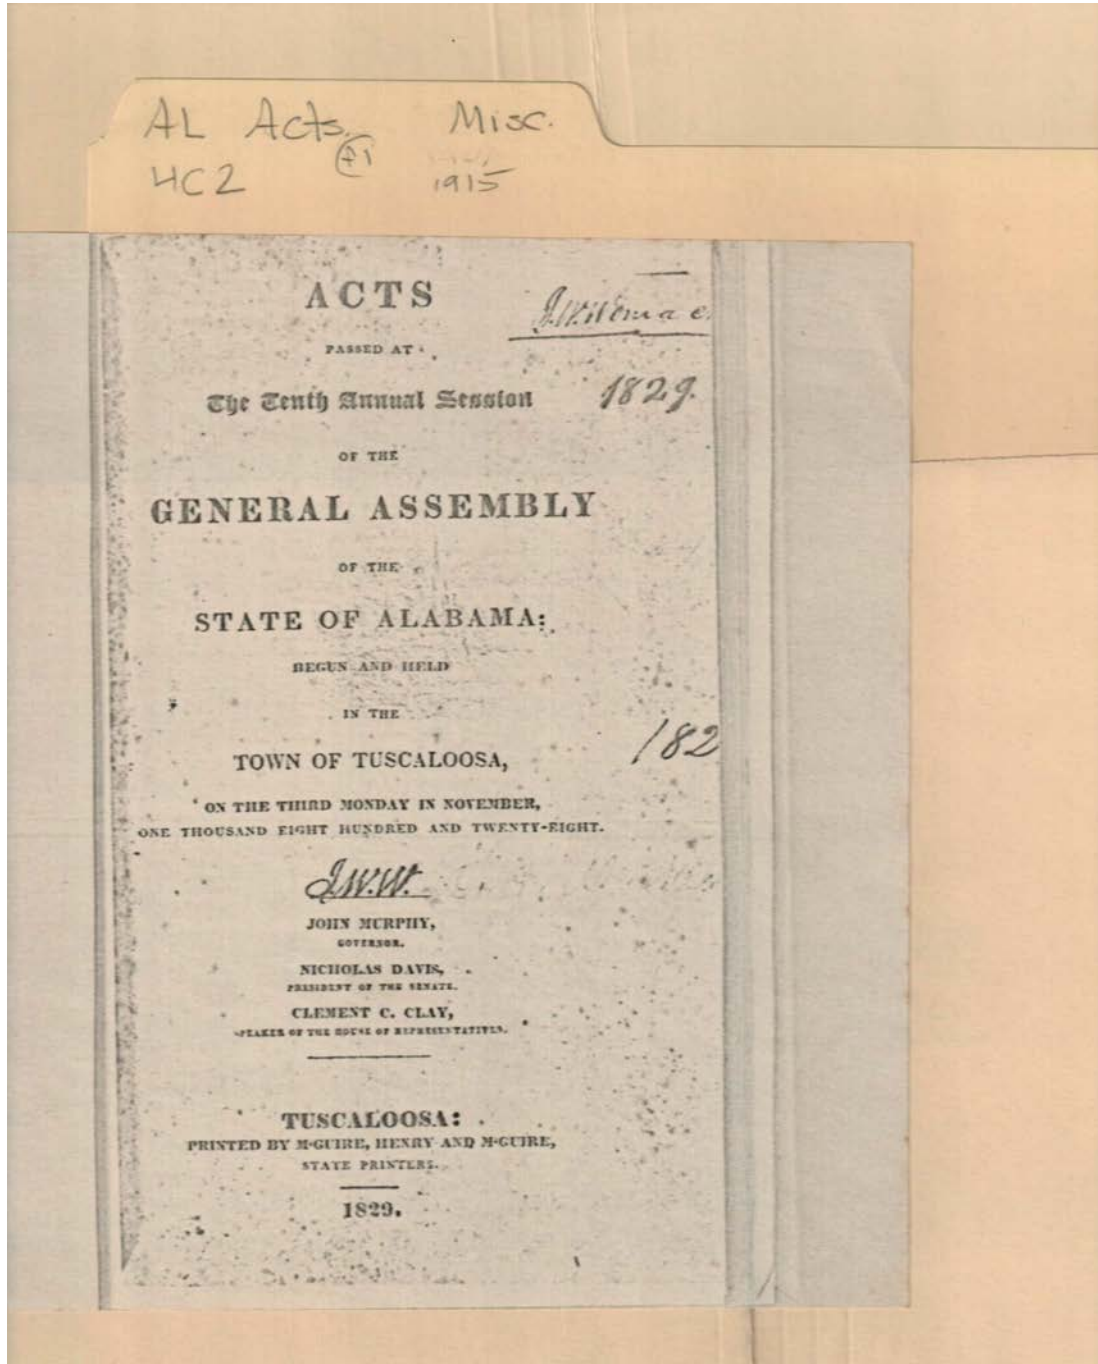 AL Acts. Misc.
#1
4C2 1915
ACTS
PASSED AT
The Tenth Annual Session
1829.
OF THE
GENERAL ASSEMBLY
OF THE
STATE OF ALABAMA:
BEGUN AND HELD
IN THE
182
TOWN OF TUSCALOOSA,
ON THE THIRD MONDAY IN NOVEMBER,
ONE THOUSAND EIGHT HUNDRED AND TWENTY-EIGHT.
J.W.W.
JOHN MURPHY,
GOVERNOR.
NICHOLAS DAVIS,
PRESIDENT OF THE SENATE.
CLEMENT C. CLAY,
SPEAKER OF THE HOUSE OF REPRESENTATIVES.
TUSCALOOSA:
PRINTED BY M'GUIRE, HENRY AND M'GUIRE,
STATE PRINTERS.
1829.